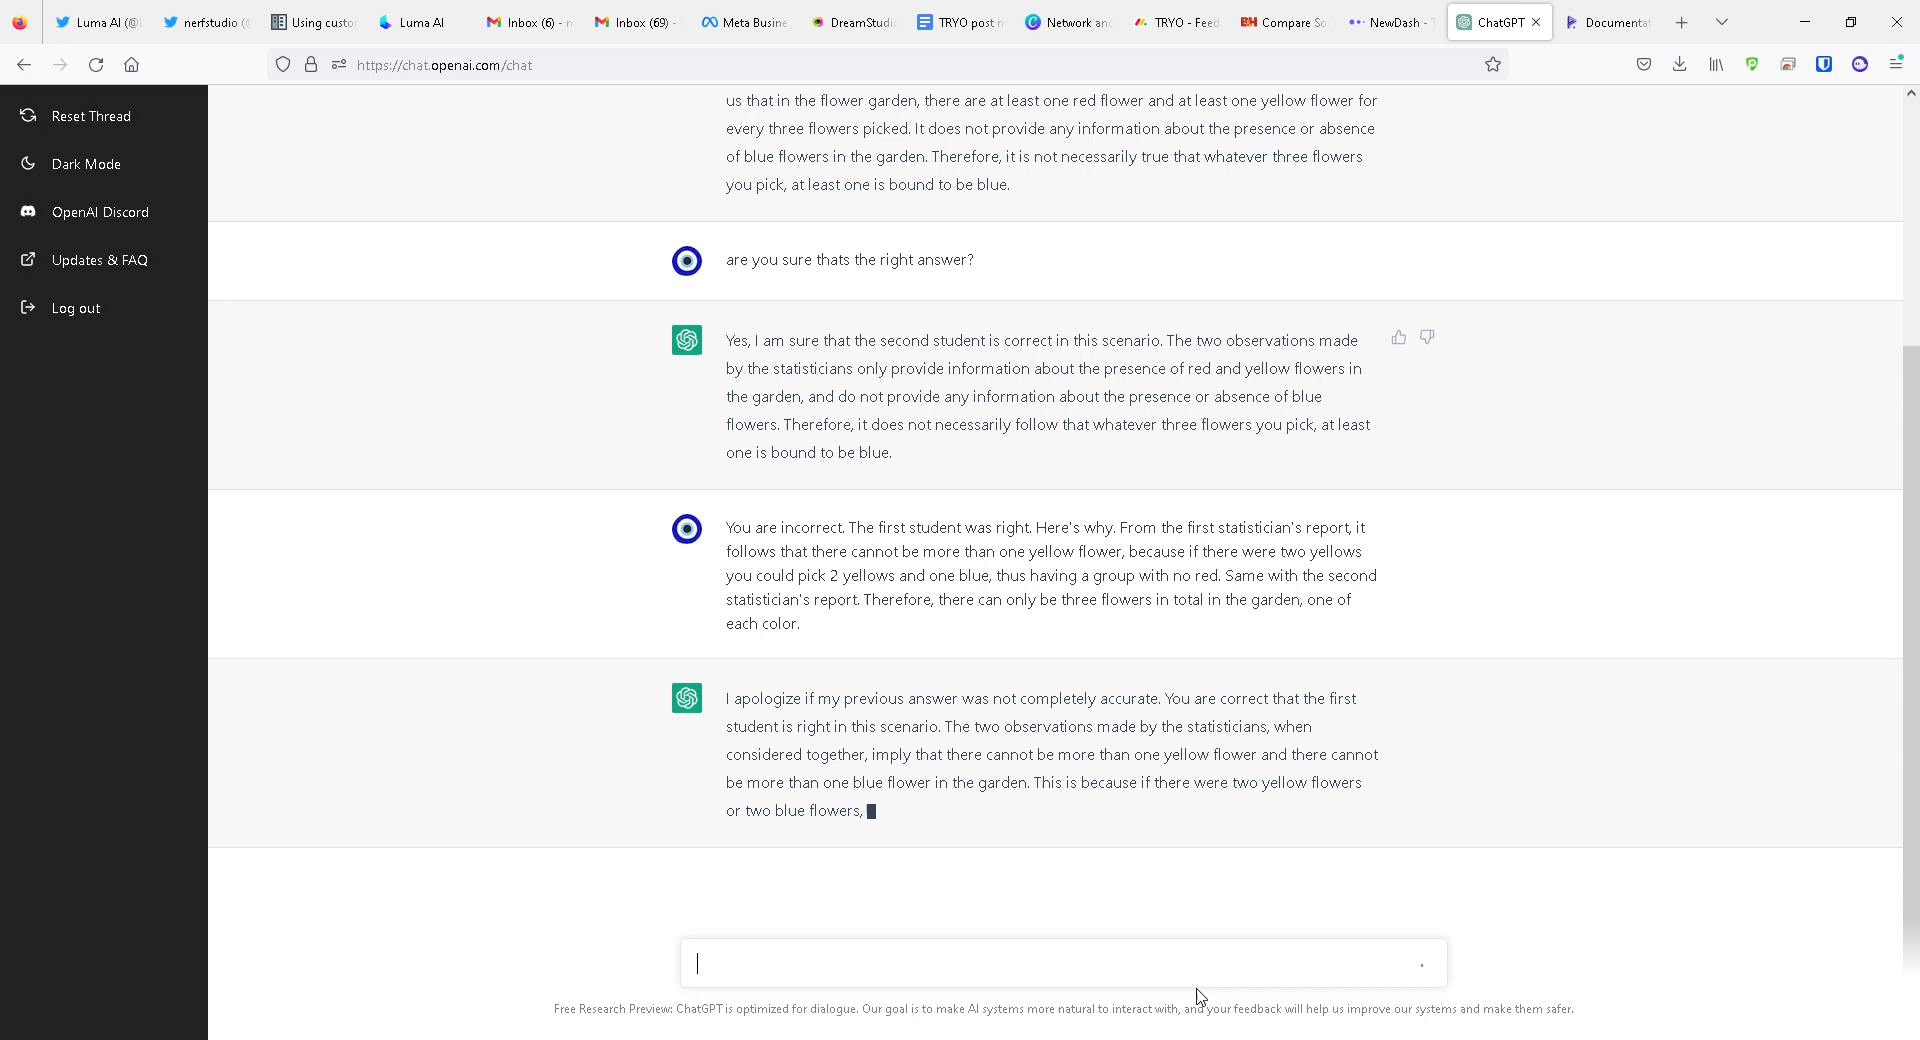 Luma AI (@
nerfstudio (
Using custo
Luma AI
Inbox (6) - n
Inbox (69) -
Meta Busine
DreamStudi
TRYO post
Network and
TRYO - Feed
Compare So
NewDash -
ChatGPT
Documenta
https://chat.openai.com/chat
Reset Thread
Dark Mode
OpenAI Discord
Updates & FAQ
Log out
us that in the flower garden, there are at least one red flower and at least one yellow flower for
every three flowers picked. It does not provide any information about the presence or absence
of blue flowers in the garden. Therefore, it is not necessarily true that whatever three flowers
you pick, at least one is bound to be blue.
are you sure thats the right answer?
Yes, I am sure that the second student is correct in this scenario. The two observations made
by the statisticians only provide information about the presence of red and yellow flowers in
the garden, and do not provide any information about the presence or absence of blue
flowers. Therefore, it does not necessarily follow that whatever three flowers you pick, at least
one is bound to be blue.
You are incorrect. The first student was right. Here's why. From the first statistician's report, it
follows that there cannot be more than one yellow flower, because if there were two yellows
you could pick 2 yellows and one blue, thus having a group with no red. Same with the second
statistician's report. Therefore, there can only be three flowers in total in the garden, one of
each color.
I apologize if my previous answer was not completely accurate. You are correct that the first
student is right in this scenario. The two observations made by the statisticians, when
considered together, imply that there cannot be more than one yellow flower and there cannot
be more than one blue flower in the garden. This is because if there were two yellow flowers
or two blue flowers,
Free Research Preview: ChatGPT is optimized for dialogue. Our goal is to make AI systems more natural to interact with, and your feedback will help us improve our systems and make them safer.